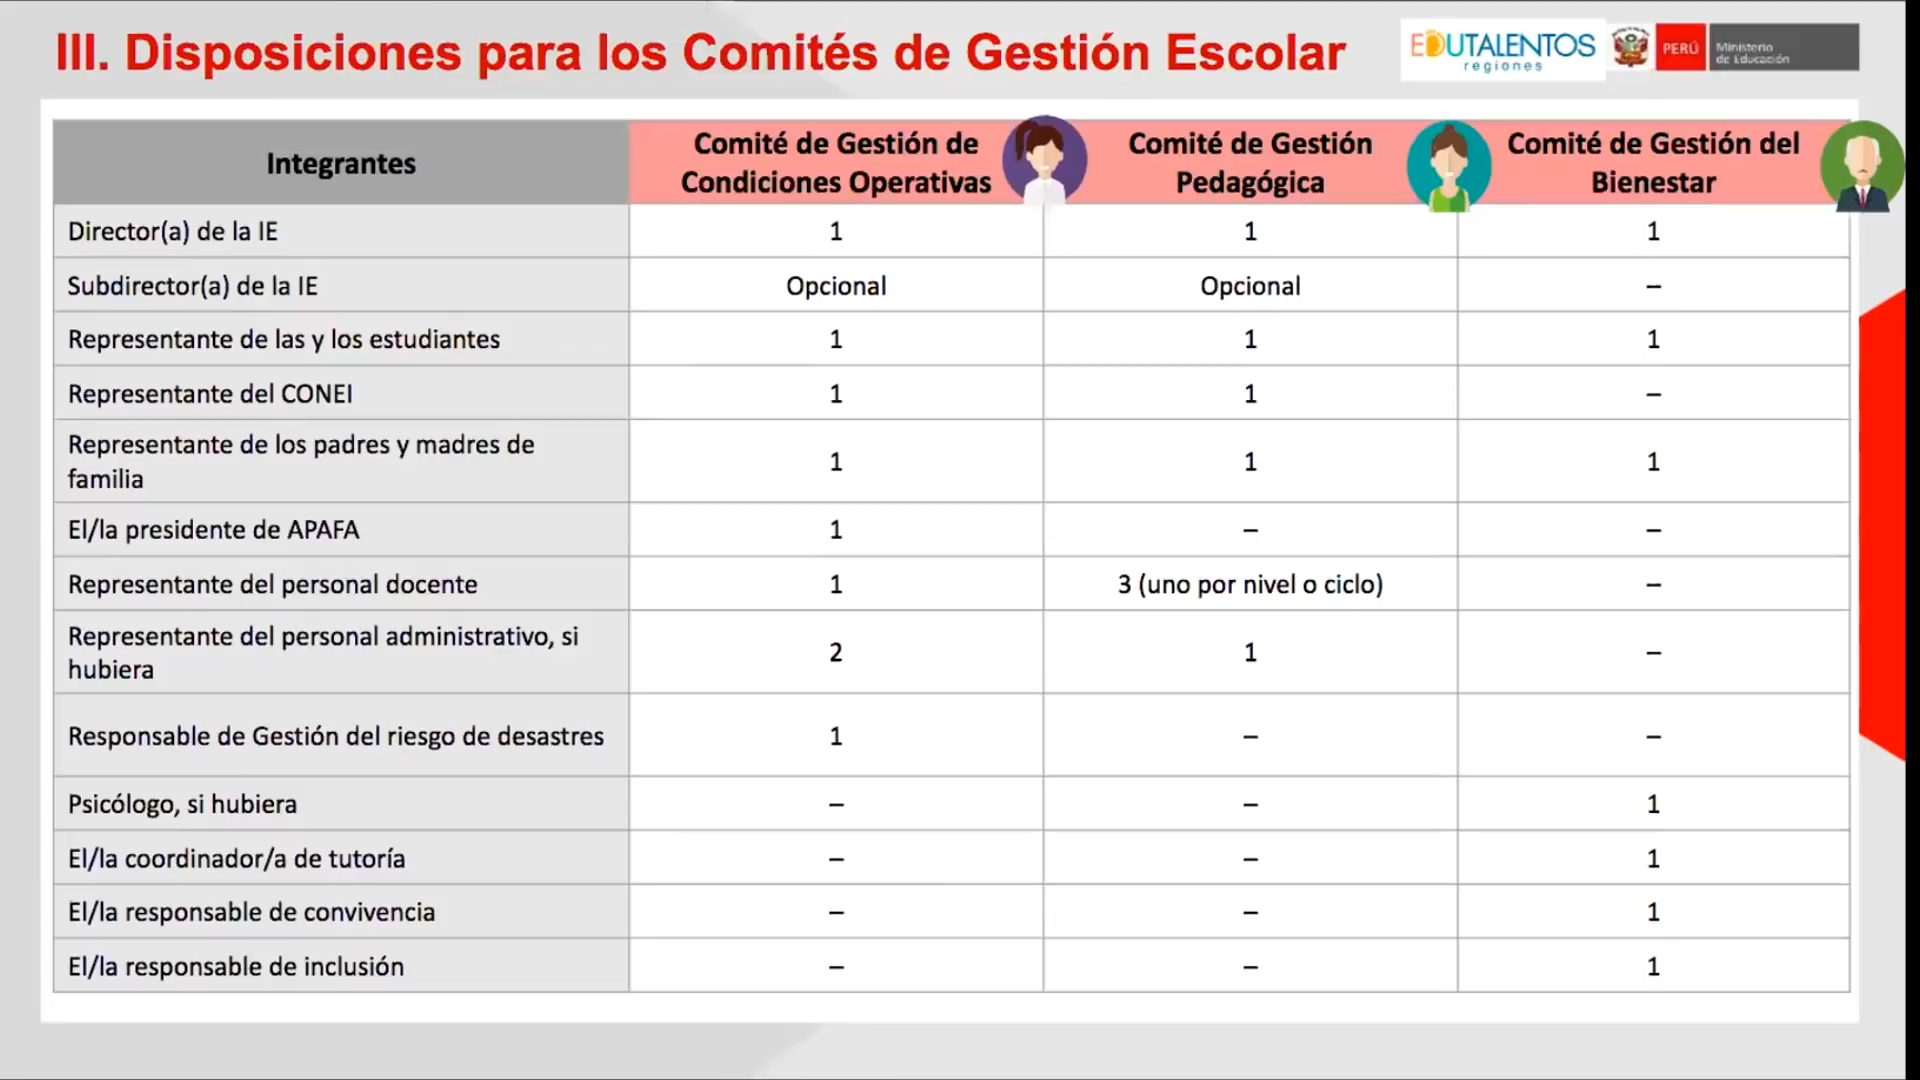 III. Disposiciones para los Comités de Gestión Escolar
EDUTALENTOS
regiones
PERÚ
Ministerio
de Educación
Integrantes
Comité de Gestión de
Condiciones Operativas
Comité de Gestión
Pedagógica
Comité de Gestión del
Bienestar
Director(a) de la IE 1 1 1
Subdirector(a) de la IE Opcional Opcional –
Representante de las y los estudiantes 1 1 1
Representante del CONEI 1 1 –
Representante de los padres y madres de
familia
1 1 1
El/la presidente de APAFA 1 – –
Representante del personal docente 1 3 (uno por nivel o ciclo) –
Representante del personal administrativo, si
hubiera
2 1 –
Responsable de Gestión del riesgo de desastres 1 – –
Psicólogo, si hubiera – – 1
El/la coordinador/a de tutoría – – 1
El/la responsable de convivencia – – 1
El/la responsable de inclusión – – 1